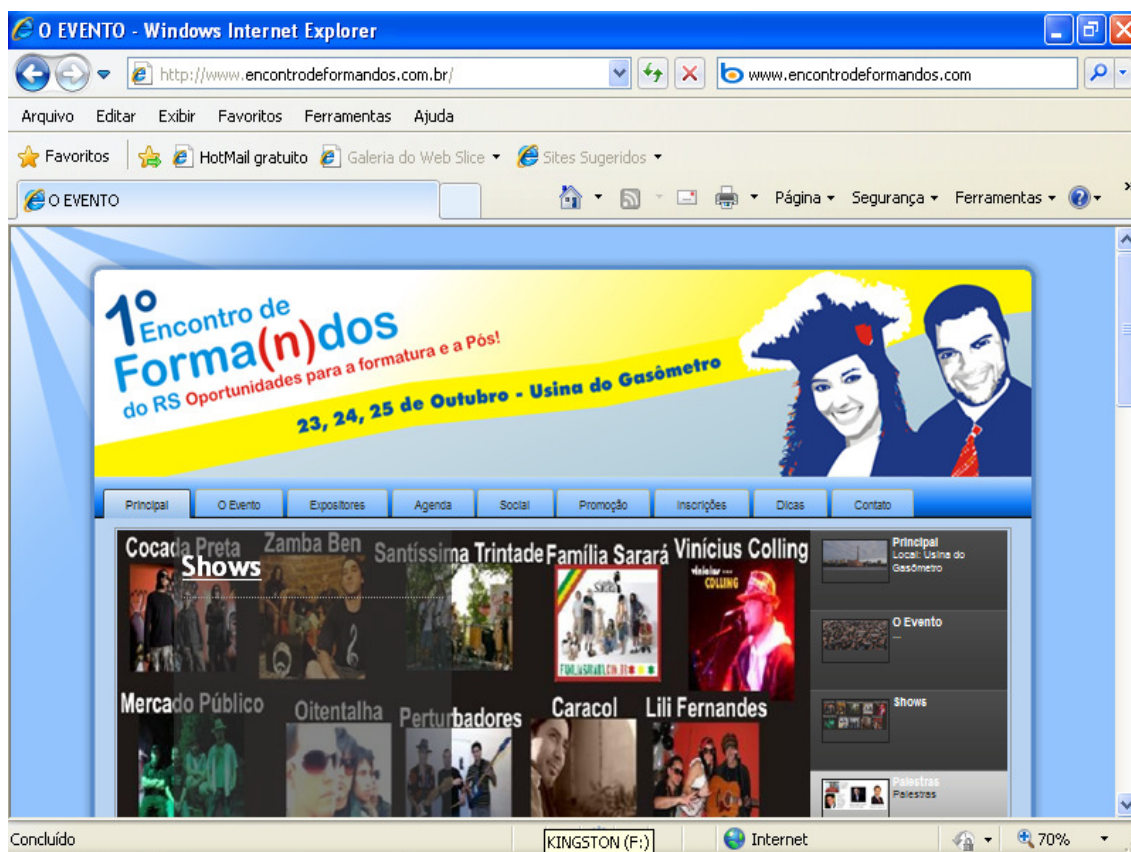 O EVENTO - Windows Internet Explorer
http://www.encontrodeformandos.com.br/
www.encontrodeformandos.com
Arquivo Editar Exibir Favoritos Ferramentas Ajuda
Favoritos HotMail gratuito Galeria do Web Slice Sites Sugeridos
O EVENTO Página Segurança Ferramentas
1º Encontro de
Forma(n)dos
do RS Oportunidades para a formatura e a Pós!
23, 24, 25 de Outubro - Usina do Gasômetro
Principal O Evento Expositores Agenda Social Promoção Inscrições Dicas Contato
Cocada Preta Zamba Ben Santíssima Trintade Família Sarará Vinícius Colling
Shows
vinicius COLLING
Mercado Público Oitentalha Perturbadores Caracol Lili Fernandes
Principal
Local: Usina do
Gasômetro
O Evento
...
Shows
Palestras
Palestras
Concluído KINGSTON (F:) Internet 70%